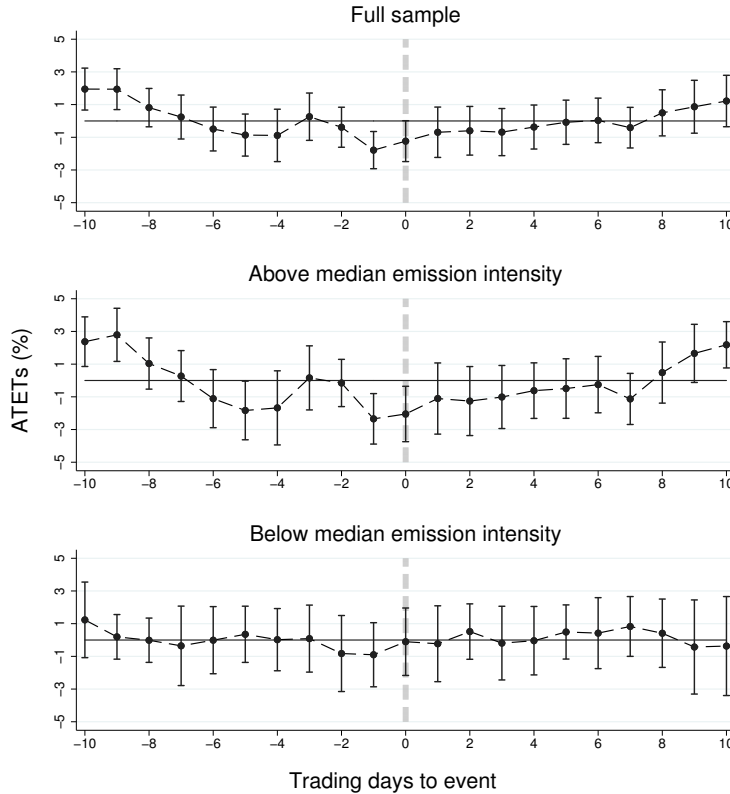 Full sample
5
3
1
−1
−3
−5
−10 −8 −6 −4 −2 0 2 4 6 8 10
Above median emission intensity
5
3
1
−1
−3
−5
−10 −8 −6 −4 −2 0 2 4 6 8 10
ATETs (%)
Below median emission intensity
5
3
1
−1
−3
−5
−10 −8 −6 −4 −2 0 2 4 6 8 10
Trading days to event